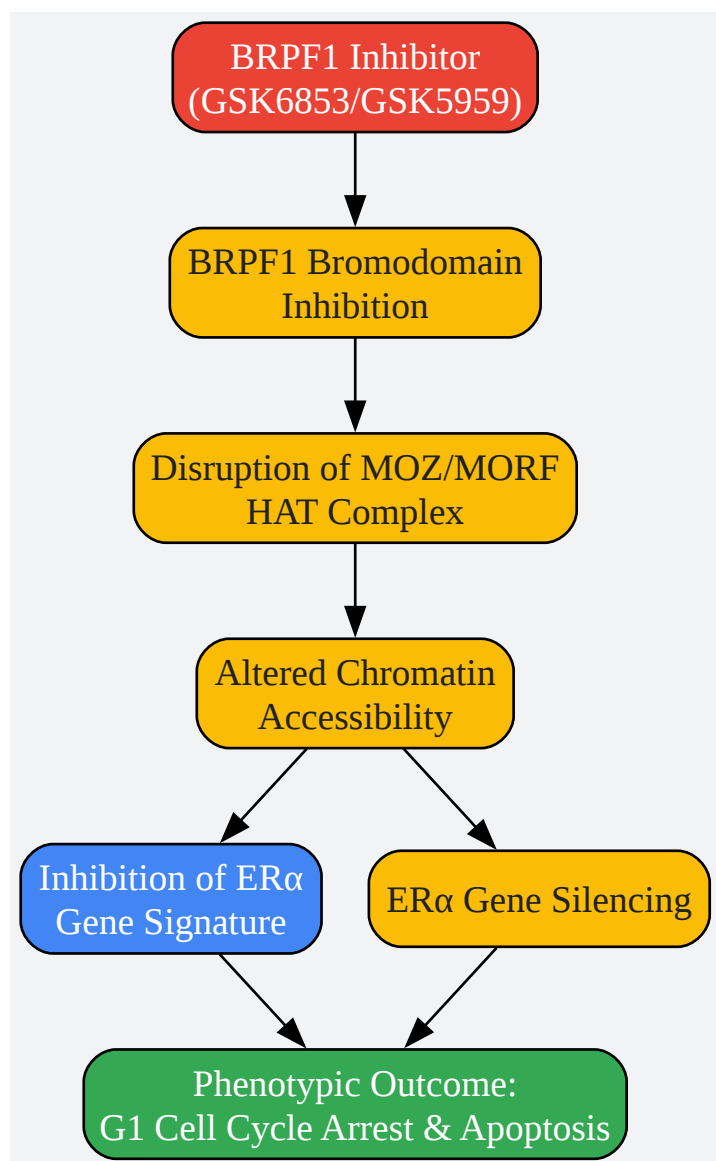 BRPF1 Inhibitor
(GSK6853/GSK5959)
BRPF1 Bromodomain
Inhibition
Disruption of MOZ/MORF
HAT Complex
Altered Chromatin
Accessibility
Inhibition of ERα
Gene Signature
ERα Gene Silencing
Phenotypic Outcome:
G1 Cell Cycle Arrest & Apoptosis